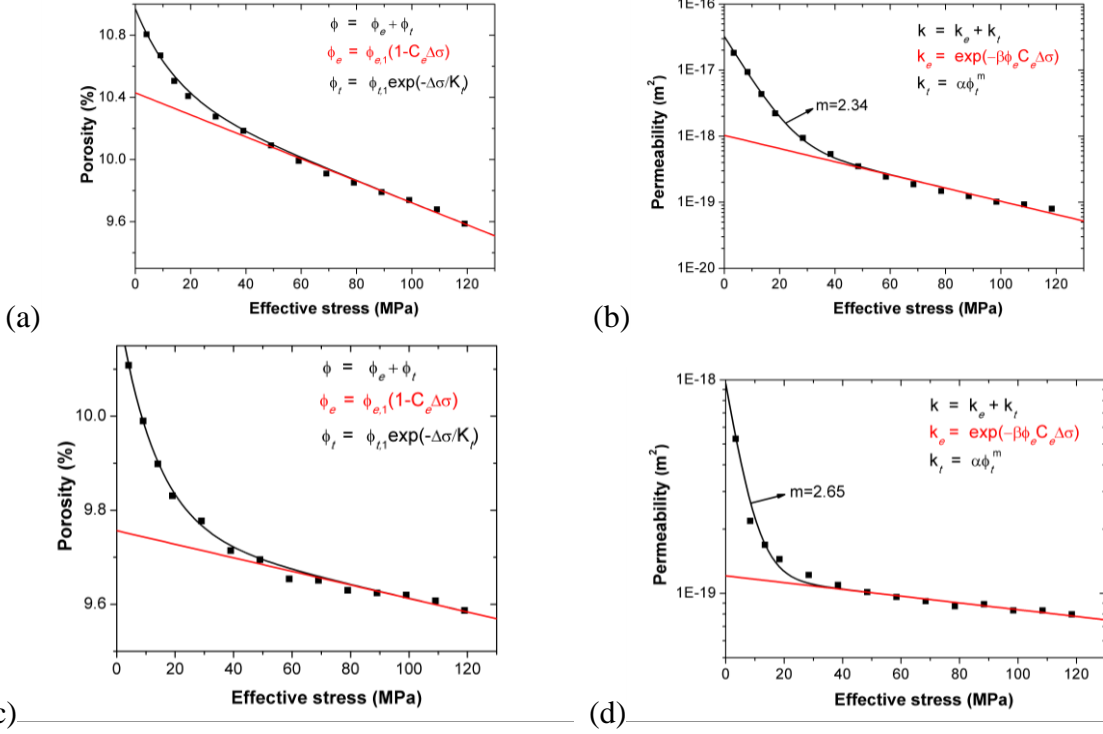 10.8
10.4
10.0
9.6
Porosity (%)
ϕ = ϕₑ + ϕₜ
ϕₑ = ϕₑ,₁(1-CₑΔσ)
ϕₜ = ϕₜ,₁exp(-Δσ/Kₜ)
0 20 40 60 80 100 120
Effective stress (MPa)
(a)
1E-16
1E-17
1E-18
1E-19
1E-20
Permeability (m²)
k = kₑ + kₜ
kₑ = exp(−βϕₑCₑΔσ)
kₜ = αϕₜᵐ
m=2.34
0 20 40 60 80 100 120
Effective stress (MPa)
(b)
10.0
9.8
9.6
Porosity (%)
ϕ = ϕₑ + ϕₜ
ϕₑ = ϕₑ,₁(1-CₑΔσ)
ϕₜ = ϕₜ,₁exp(-Δσ/Kₜ)
0 20 40 60 80 100 120
Effective stress (MPa)
c)
1E-18
1E-19
Permeability (m²)
k = kₑ + kₜ
kₑ = exp(−βϕₑCₑΔσ)
kₜ = αϕₜᵐ
m=2.65
0 20 40 60 80 100 120
Effective stress (MPa)
(d)